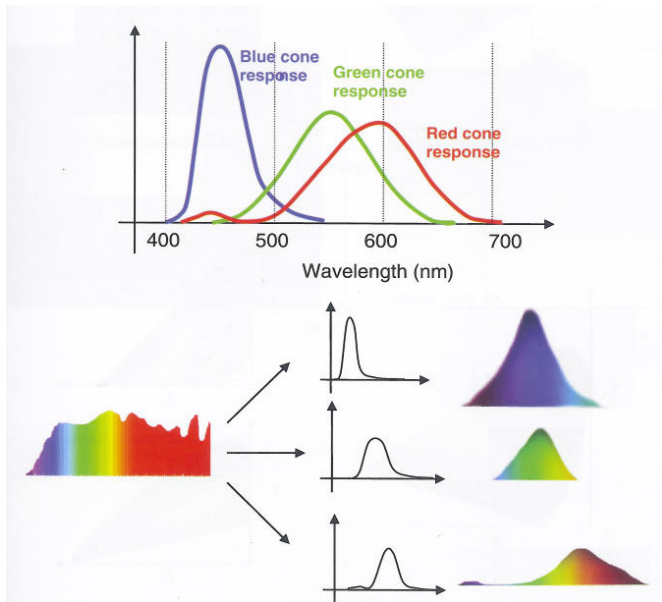 Blue cone
response
Green cone
response
Red cone
response
400
500
600
700
Wavelength (nm)